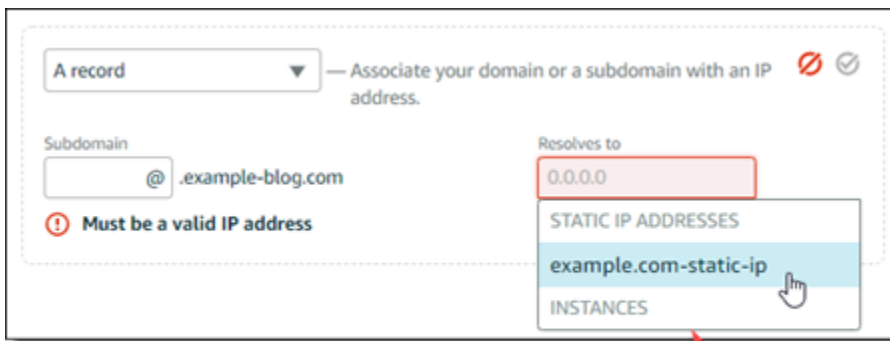 A record
— Associate your domain or a subdomain with an IP
address.
Subdomain
@ .example-blog.com
Must be a valid IP address
Resolves to
0.0.0.0
STATIC IP ADDRESSES
example.com-static-ip
INSTANCES